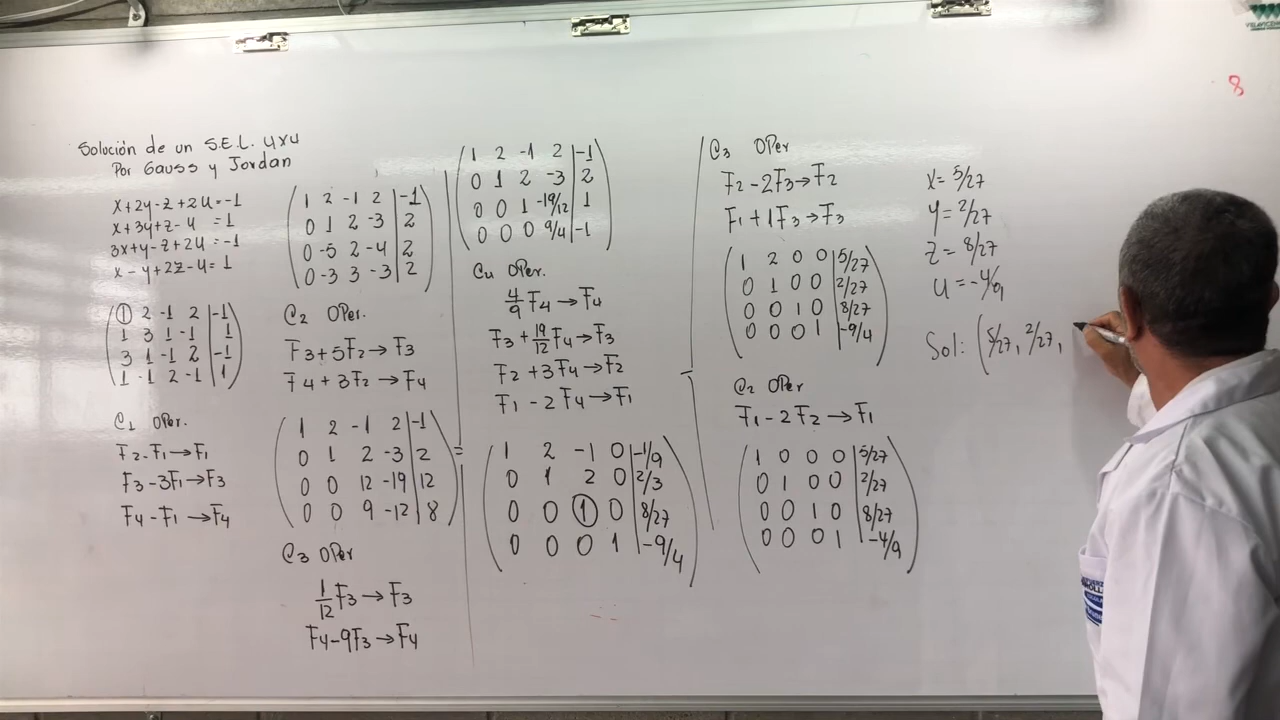 Solución de un S.E.L. 4x4
Por Gauss y Jordan
x+2y-z+2u=-1
x+3y+z-u =1
3x+y-z+2u=-1
x-y+2z-u=1
1 2 -1 2 -1
1 3 1 -1 1
3 1 -1 2 -1
1 -1 2 -1 1
C1 OPer.
F2-F1→F1
F3-3F1→F3
F4-F1→F4
1 2 -1 2 -1
0 1 2 -3 2
0 -5 2 -4 2
0 -3 3 -3 2
C2 OPer.
F3+5F2→F3
F4+3F2→F4
1 2 -1 2 -1
0 1 2 -3 2
0 0 12 -19 12
0 0 9 -12 8
=
C3 OPer
1/12 F3→F3
F4-9F3→F4
1 2 -1 2 -1
0 1 2 -3 2
0 0 1 -19/12 1
0 0 0 9/4 -1
C4 OPer.
4/9 F4→F4
F3+19/12 F4→F3
F2+3F4→F2
F1-2F4→F1
1 2 -1 0 -1/9
0 1 2 0 2/3
0 0 1 0 8/27
0 0 0 1 -9/4
C3 OPer
F2-2F3→F2
F1+1F3→F3
1 2 0 0 5/27
0 1 0 0 2/27
0 0 1 0 8/27
0 0 0 1 -9/4
C2 OPer
F1-2F2→F1
1 0 0 0 5/27
0 1 0 0 2/27
0 0 1 0 8/27
0 0 0 1 -4/9
x=5/27
y=2/27
z=8/27
u=-4/9
Sol: (5/27, 2/27,
8